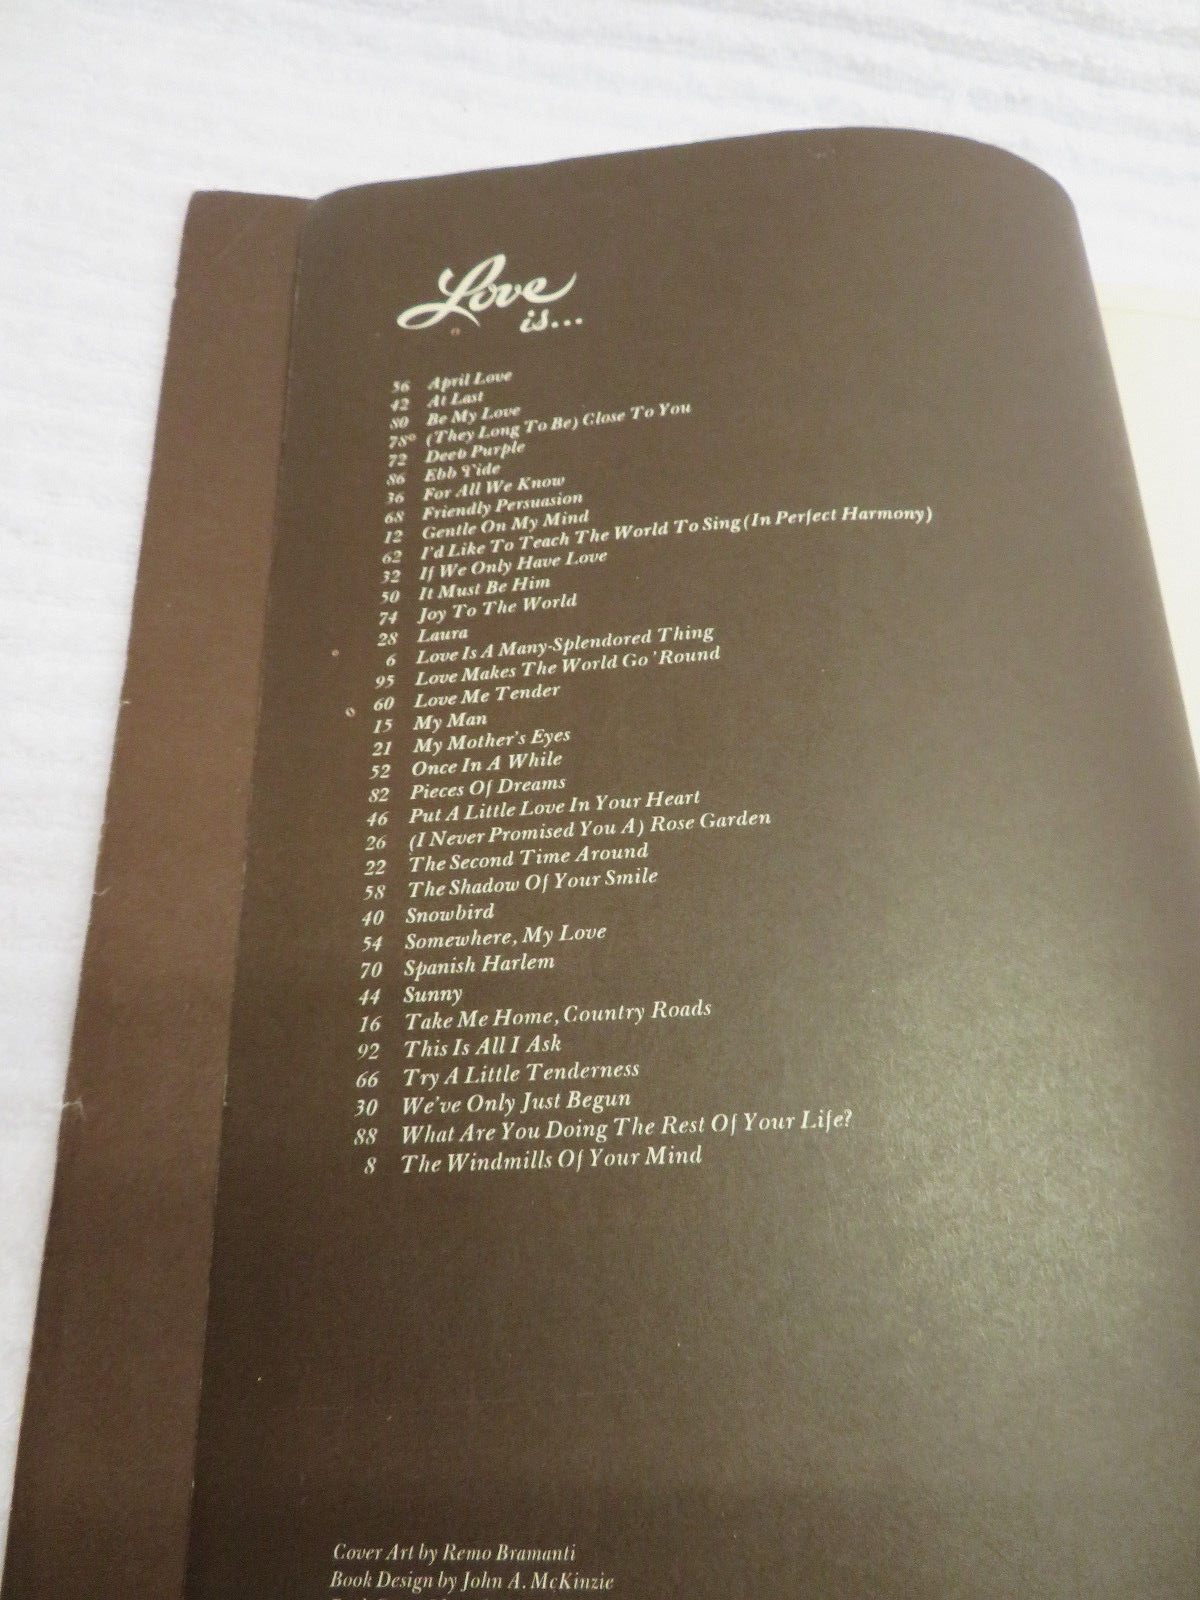 Love
is...
56 April Love
42 At Last
80 Be My Love
78 (They Long To Be) Close To You
72 Deep Purple
86 Ebb Tide
36 For All We Know
68 Friendly Persuasion
12 Gentle On My Mind
62 I'd Like To Teach The World To Sing (In Perfect Harmony)
32 If We Only Have Love
50 It Must Be Him
74 Joy To The World
28 Laura
6 Love Is A Many-Splendored Thing
95 Love Makes The World Go 'Round
60 Love Me Tender
15 My Man
21 My Mother's Eyes
52 Once In A While
82 Pieces Of Dreams
46 Put A Little Love In Your Heart
26 (I Never Promised You A) Rose Garden
22 The Second Time Around
58 The Shadow Of Your Smile
40 Snowbird
54 Somewhere, My Love
70 Spanish Harlem
44 Sunny
16 Take Me Home, Country Roads
92 This Is All I Ask
66 Try A Little Tenderness
30 We've Only Just Begun
88 What Are You Doing The Rest Of Your Life?
8 The Windmills Of Your Mind
Cover Art by Remo Bramanti
Book Design by John A. McKinzie